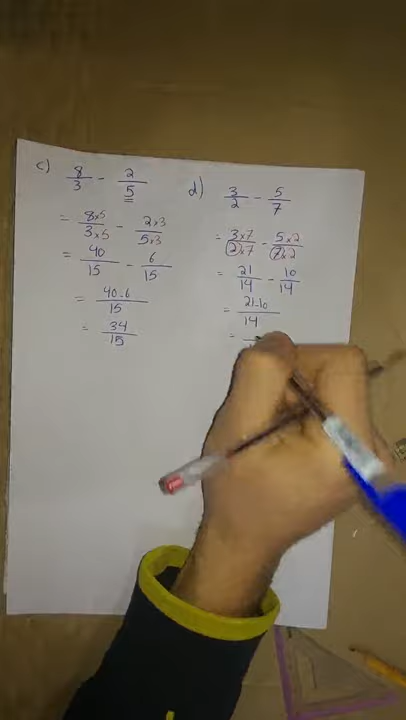 c) 8/3 - 2/5
= 8×5/3×5 - 2×3/5×3
= 40/15 - 6/15
= 40-6/15
= 34/15
d) 3/2 - 5/7
= 3×7/2×7 - 5×2/7×2
= 21/14 - 10/14
= 21-10/14
=